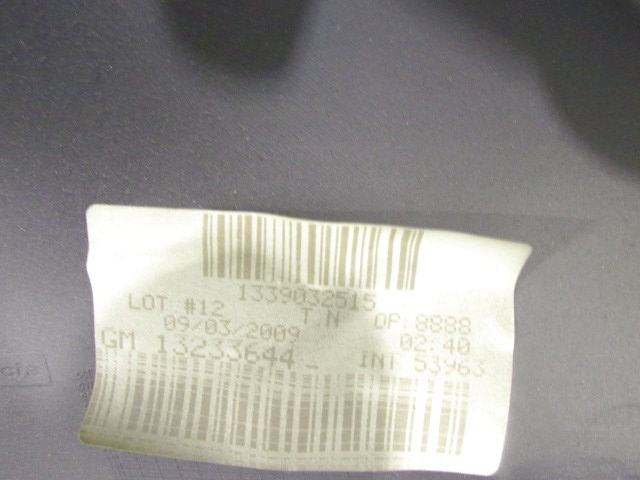 1339032515
LOT #12 T N OP 8888
09/03/2009 02:40
GM 13233644 - INT 53963